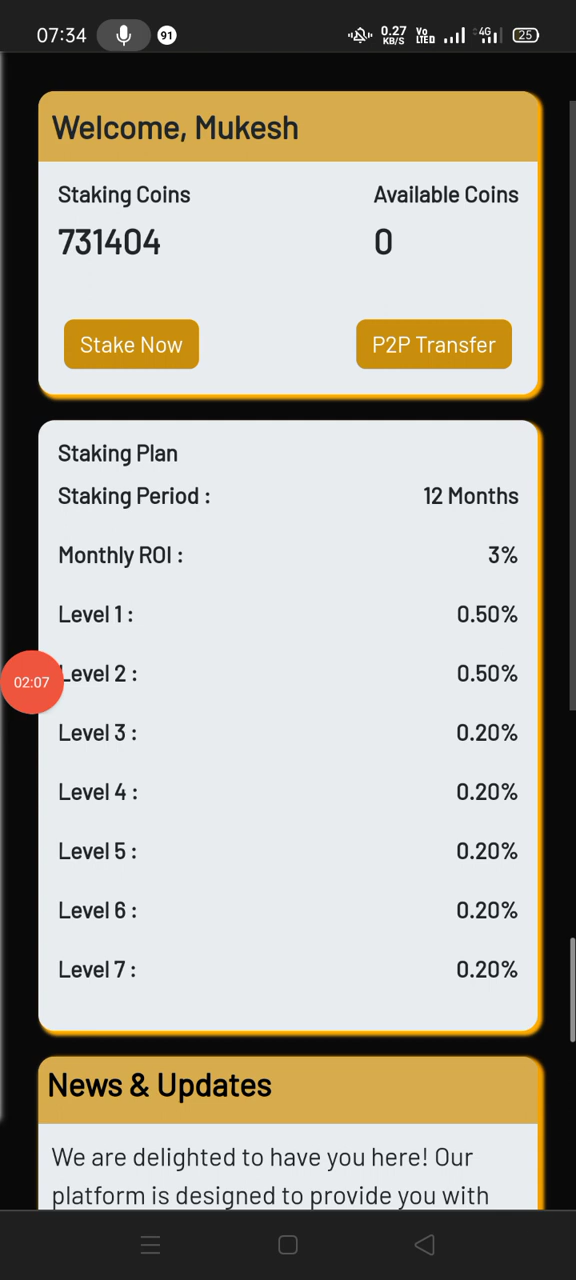 07:34 91 0.27 KB/S Vo LTED 4G 25
Welcome, Mukesh
Staking Coins Available Coins
731404 0
Stake Now P2P Transfer
Staking Plan
Staking Period : 12 Months
Monthly ROI : 3%
Level 1 : 0.50%
02:07 Level 2 : 0.50%
Level 3 : 0.20%
Level 4 : 0.20%
Level 5 : 0.20%
Level 6 : 0.20%
Level 7 : 0.20%
News & Updates
We are delighted to have you here! Our
platform is designed to provide you with